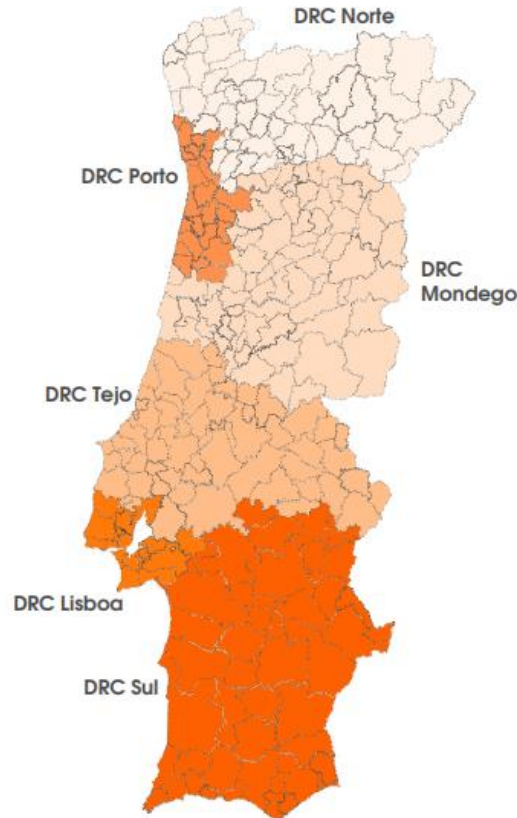 DRC Norte
DRC Porto
DRC
Mondego
DRC Tejo
DRC Lisboa
DRC Sul